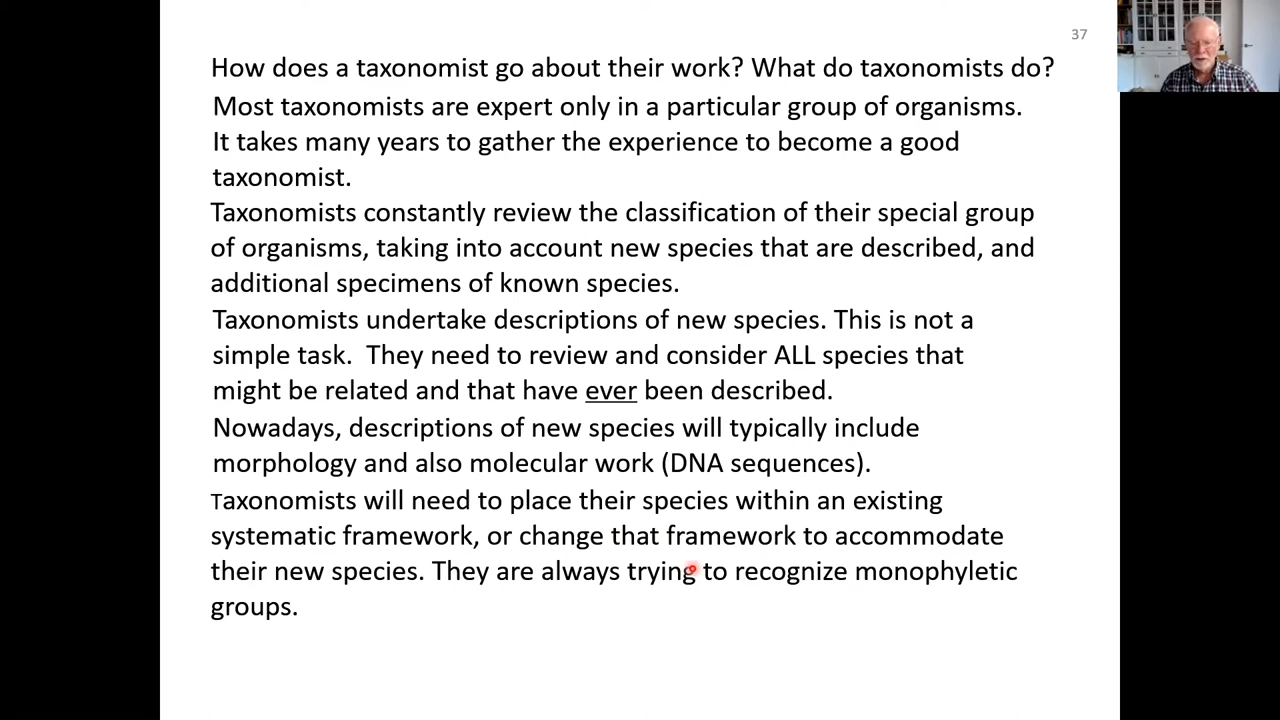 37
How does a taxonomist go about their work? What do taxonomists do?
Most taxonomists are expert only in a particular group of organisms.
It takes many years to gather the experience to become a good
taxonomist.
Taxonomists constantly review the classification of their special group
of organisms, taking into account new species that are described, and
additional specimens of known species.
Taxonomists undertake descriptions of new species. This is not a
simple task.  They need to review and consider ALL species that
might be related and that have ever been described.
Nowadays, descriptions of new species will typically include
morphology and also molecular work (DNA sequences).
Taxonomists will need to place their species within an existing
systematic framework, or change that framework to accommodate
their new species. They are always trying to recognize monophyletic
groups.